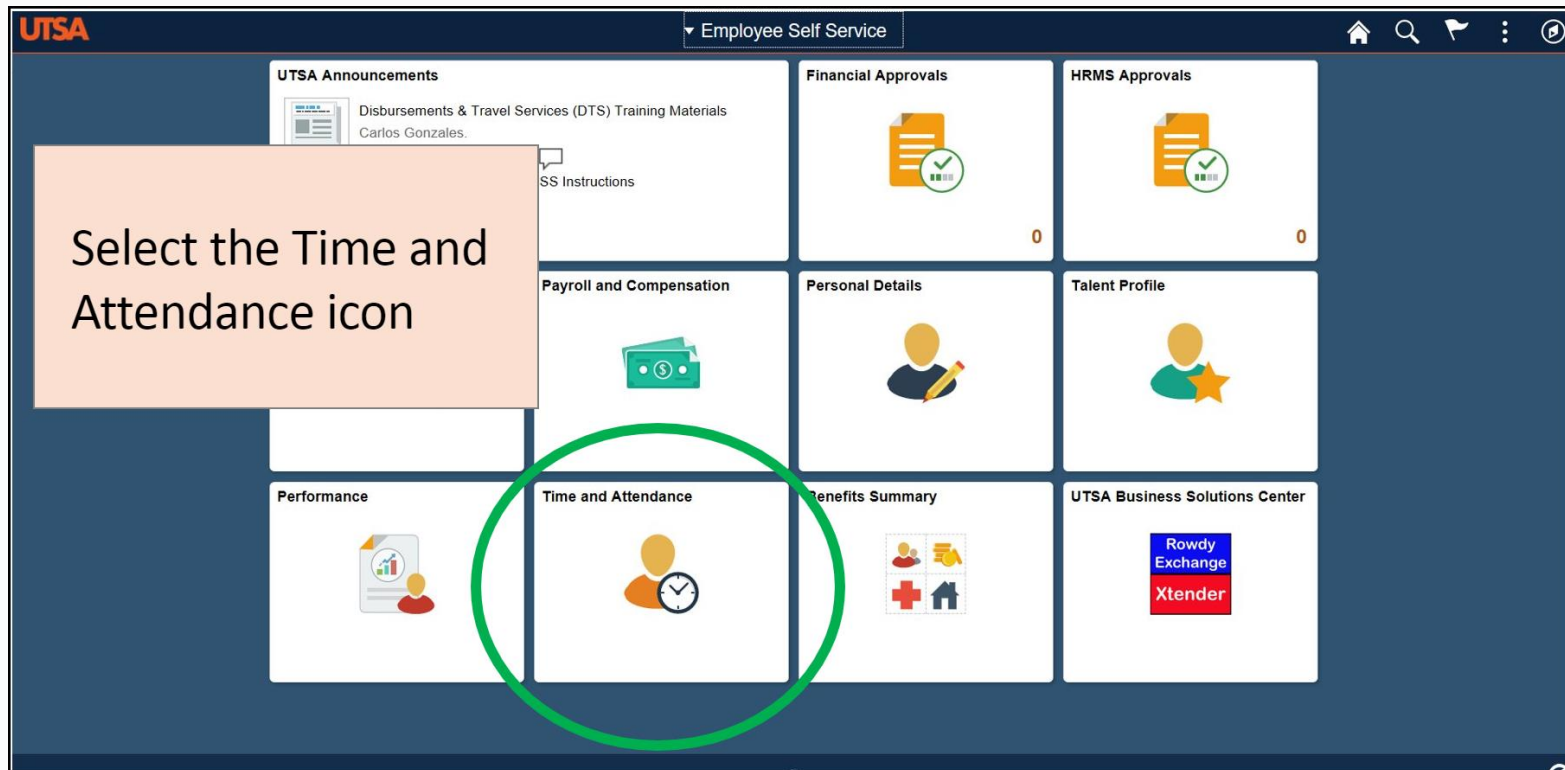 UTSA
Employee Self Service
UTSA Announcements
Disbursements & Travel Services (DTS) Training Materials
Carlos Gonzales.
SS Instructions
Financial Approvals
0
HRMS Approvals
0
Select the Time and
Attendance icon
Payroll and Compensation
Personal Details
Talent Profile
Performance
Time and Attendance
Benefits Summary
UTSA Business Solutions Center
Rowdy
Exchange
Xtender